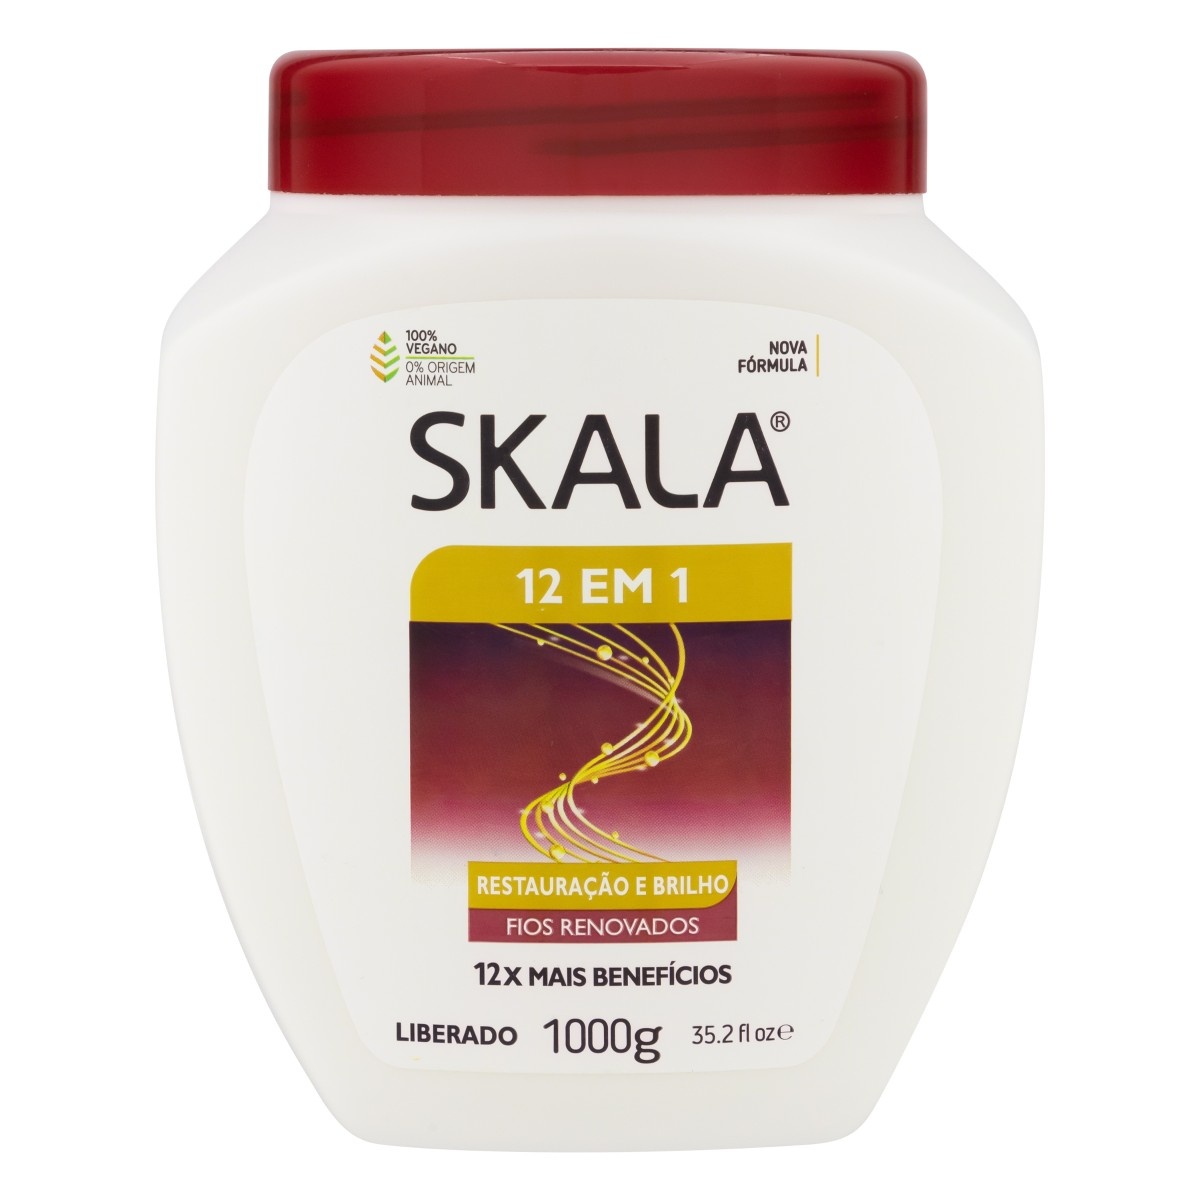 100%
VEGANO
0% ORIGEM
ANIMAL
NOVA
FÓRMULA
SKALA®
12 EM 1
RESTAURAÇÃO E BRILHO
FIOS RENOVADOS
12X MAIS BENEFÍCIOS
LIBERADO 1000g 35.2 fl oz℮